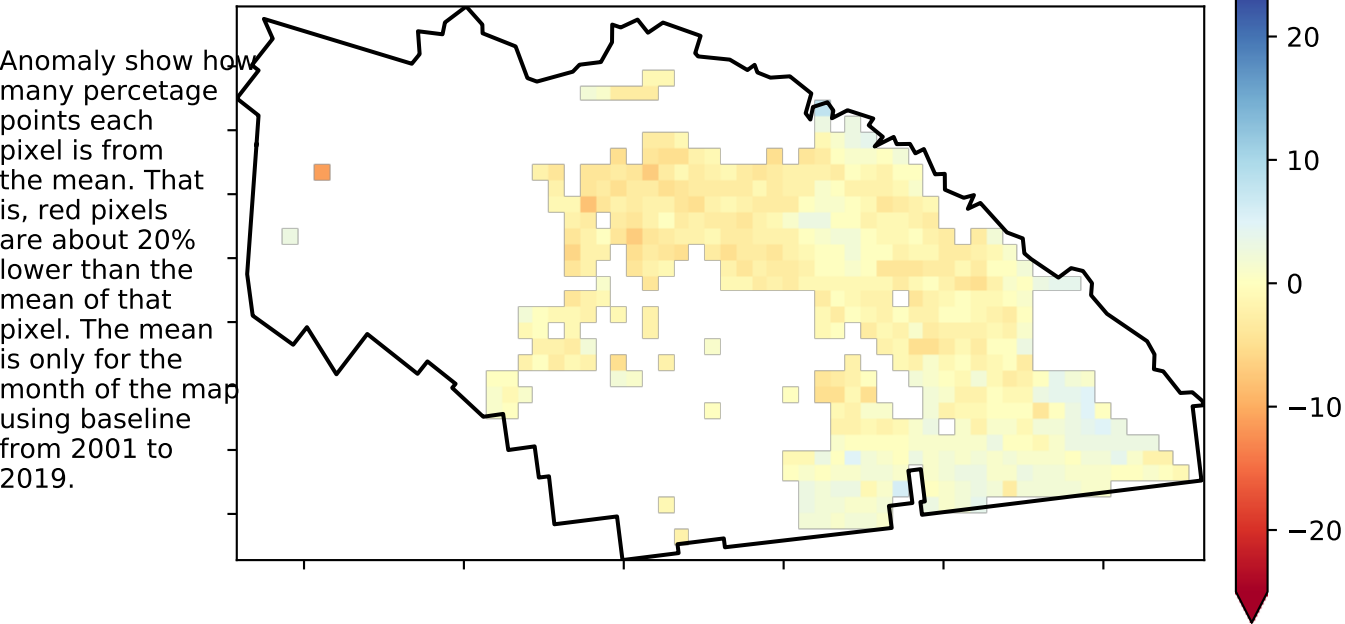 Anomaly show how
many percetage
points each
pixel is from
the mean. That
is, red pixels
are about 20%
lower than the
mean of that
pixel. The mean
is only for the
month of the map
using baseline
from 2001 to
2019.
20
10
0
−10
−20